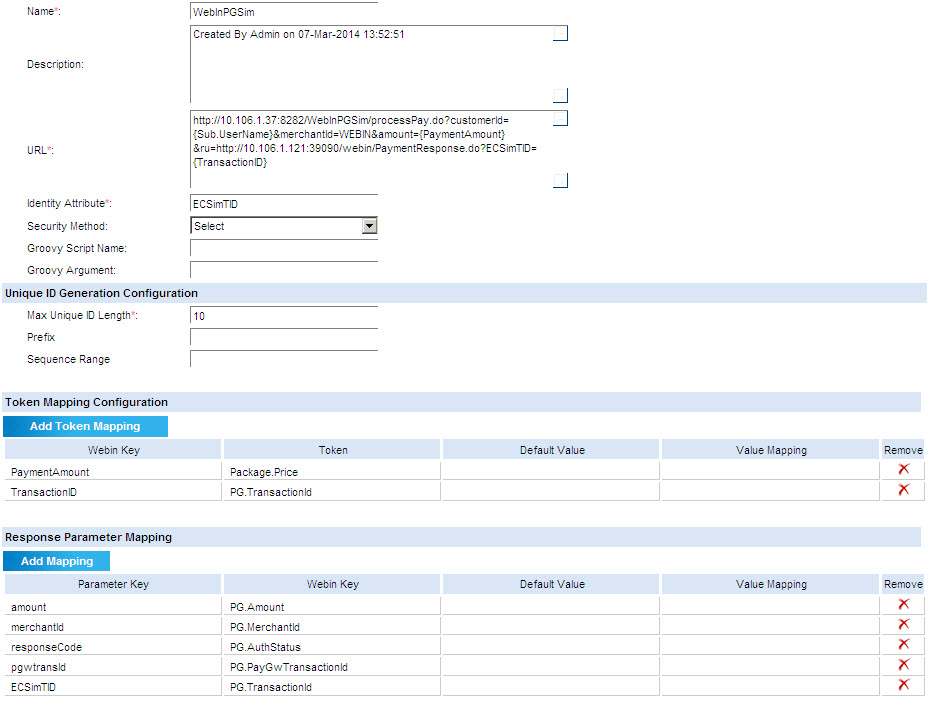 Name*: WebInPGSim
Description: Created By Admin on 07-Mar-2014 13:52:51
URL*: http://10.106.1.37:8282/WebInPGSim/processPay.do?customerId=
{Sub.UserName}&merchantId=WEBIN&amount={PaymentAmount}
&ru=http://10.106.1.121:39090/webin/PaymentResponse.do?ECSimTID=
{TransactionID}
Identity Attribute*: ECSimTID
Security Method: Select
Groovy Script Name:
Groovy Argument:
Unique ID Generation Configuration
Max Unique ID Length*: 10
Prefix
Sequence Range
Token Mapping Configuration
Add Token Mapping
Webin Key Token Default Value Value Mapping Remove
PaymentAmount Package.Price
TransactionID PG.TransactionId
Response Parameter Mapping
Add Mapping
Parameter Key Webin Key Default Value Value Mapping Remove
amount PG.Amount
merchantId PG.MerchantId
responseCode PG.AuthStatus
pgwtransId PG.PayGwTransactionId
ECSimTID PG.TransactionId